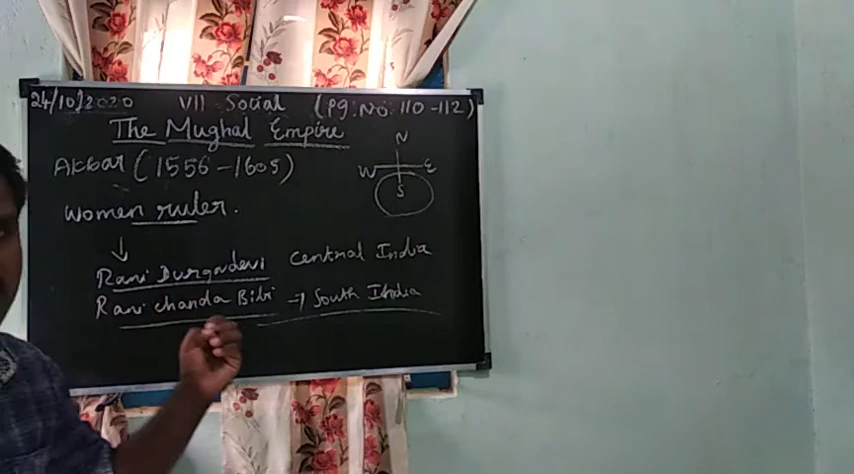 24/10/2020 VII Social (Pg: No: 110-112)
The Mughal Empire
N
Akbar (1556-1605)
W E
S
Women ruler.
↓
Rani Durgadevi Central India
Rani chanda Bibi → South India